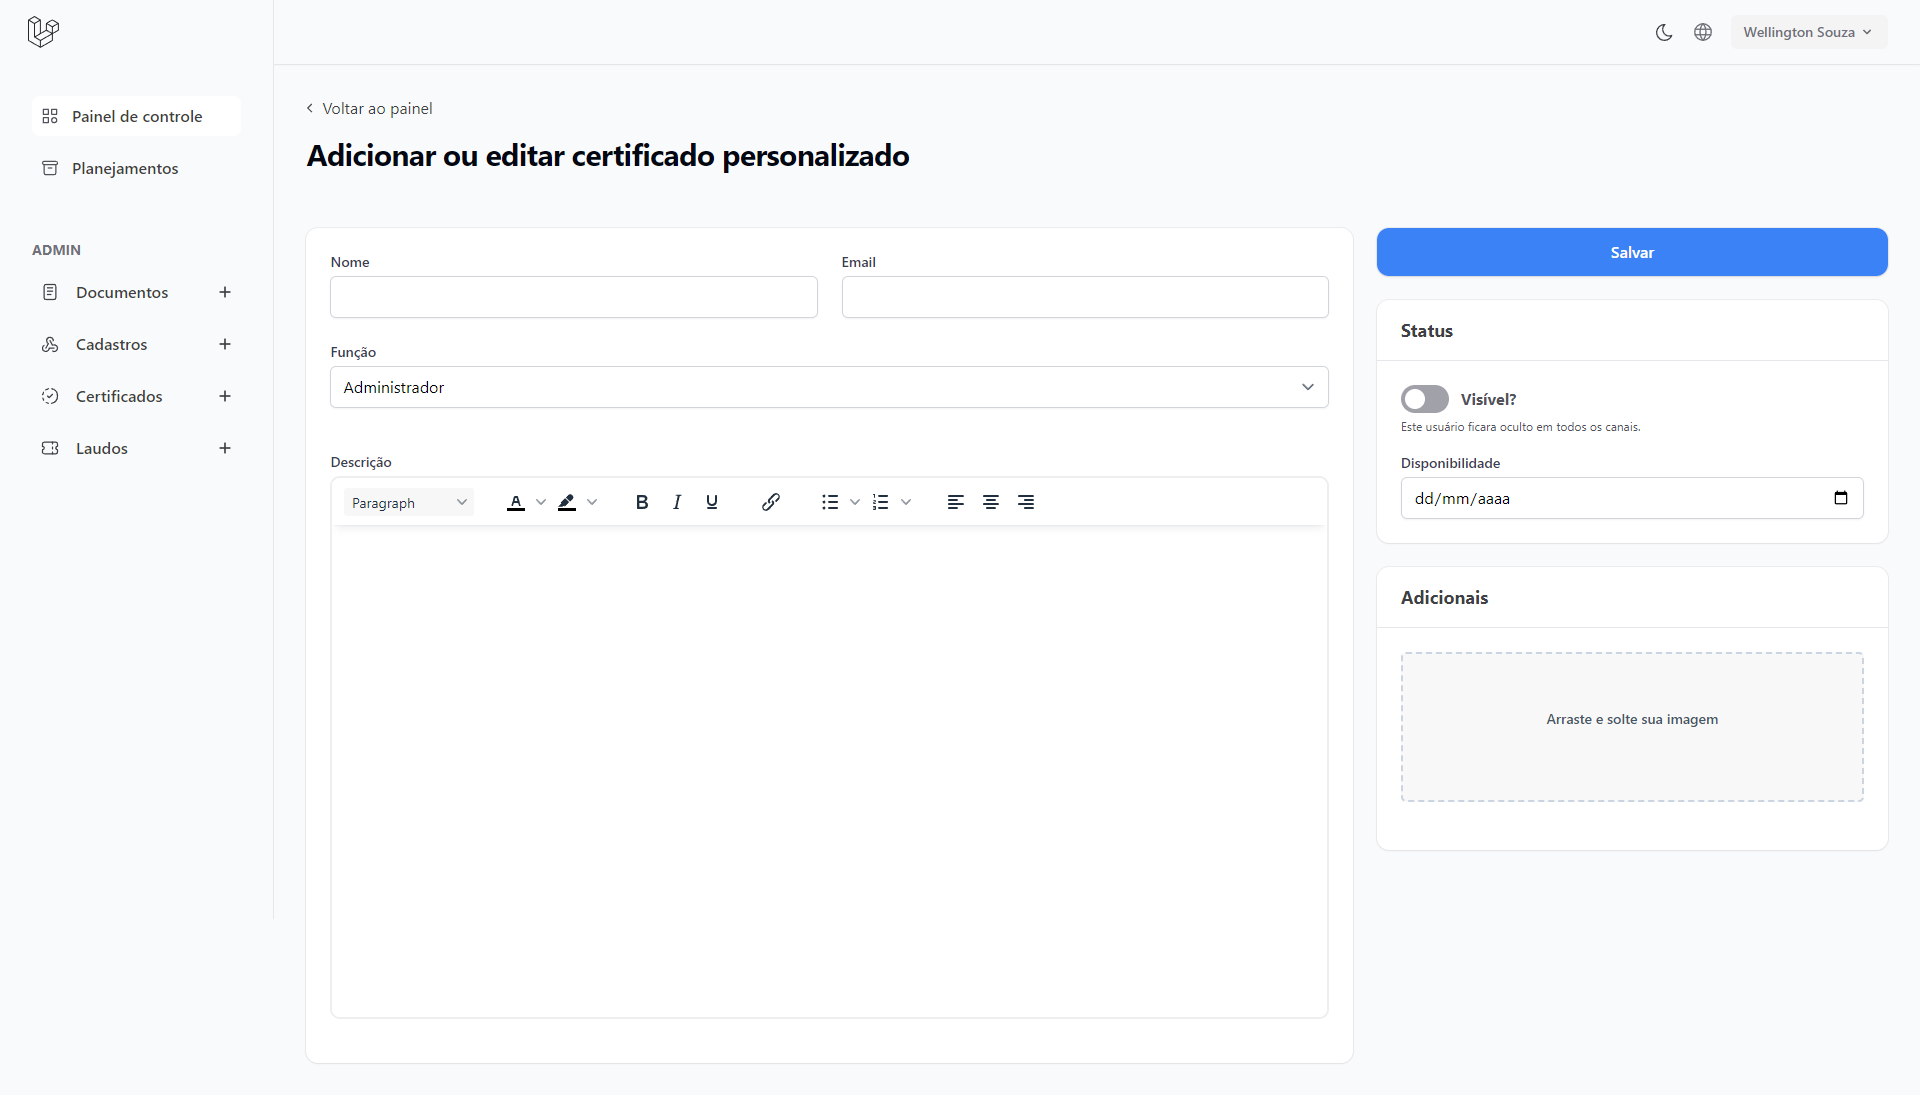 Wellington Souza
Painel de controle
Planejamentos
ADMIN
Documentos
Cadastros
Certificados
Laudos
Voltar ao painel
Adicionar ou editar certificado personalizado
Nome
Email
Função
Administrador
Descrição
Paragraph
Salvar
Status
Visível?
Este usuário ficara oculto em todos os canais.
Disponibilidade
dd/mm/aaaa
Adicionais
Arraste e solte sua imagem